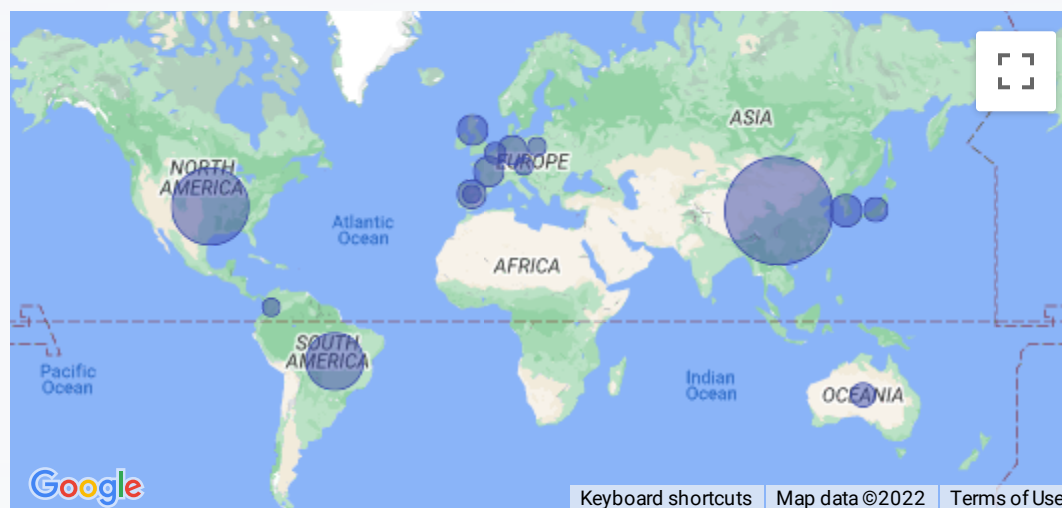 ASIA
EUROPE
NORTH
AMERICA
Atlantic
Ocean
AFRICA
SOUTH
AMERICA
Pacific
Ocean
Indian
Ocean
OCEANIA
Google
Keyboard shortcuts
Map data ©2022
Terms of Use